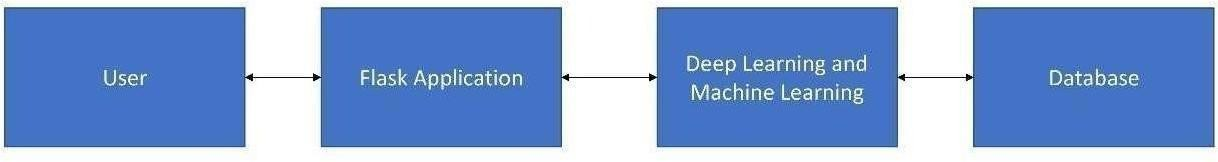 User
Flask Application
Deep Learning and
Machine Learning
Database